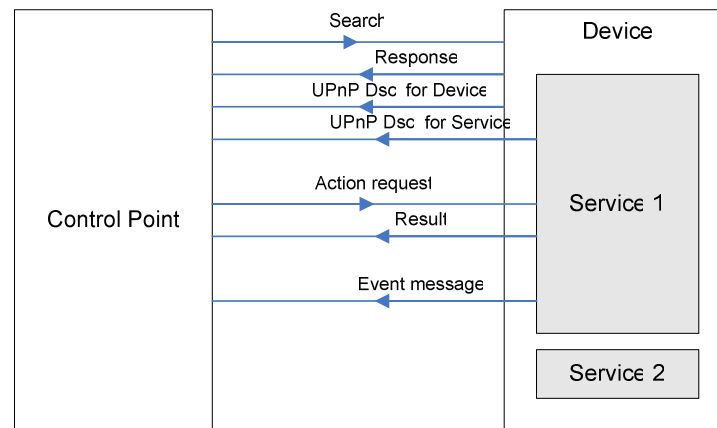 Search
Device
Response
UPnP Dsc for Device
UPnP Dsc for Service
Action request
Service 1
Control Point
Result
Event message
Service 2